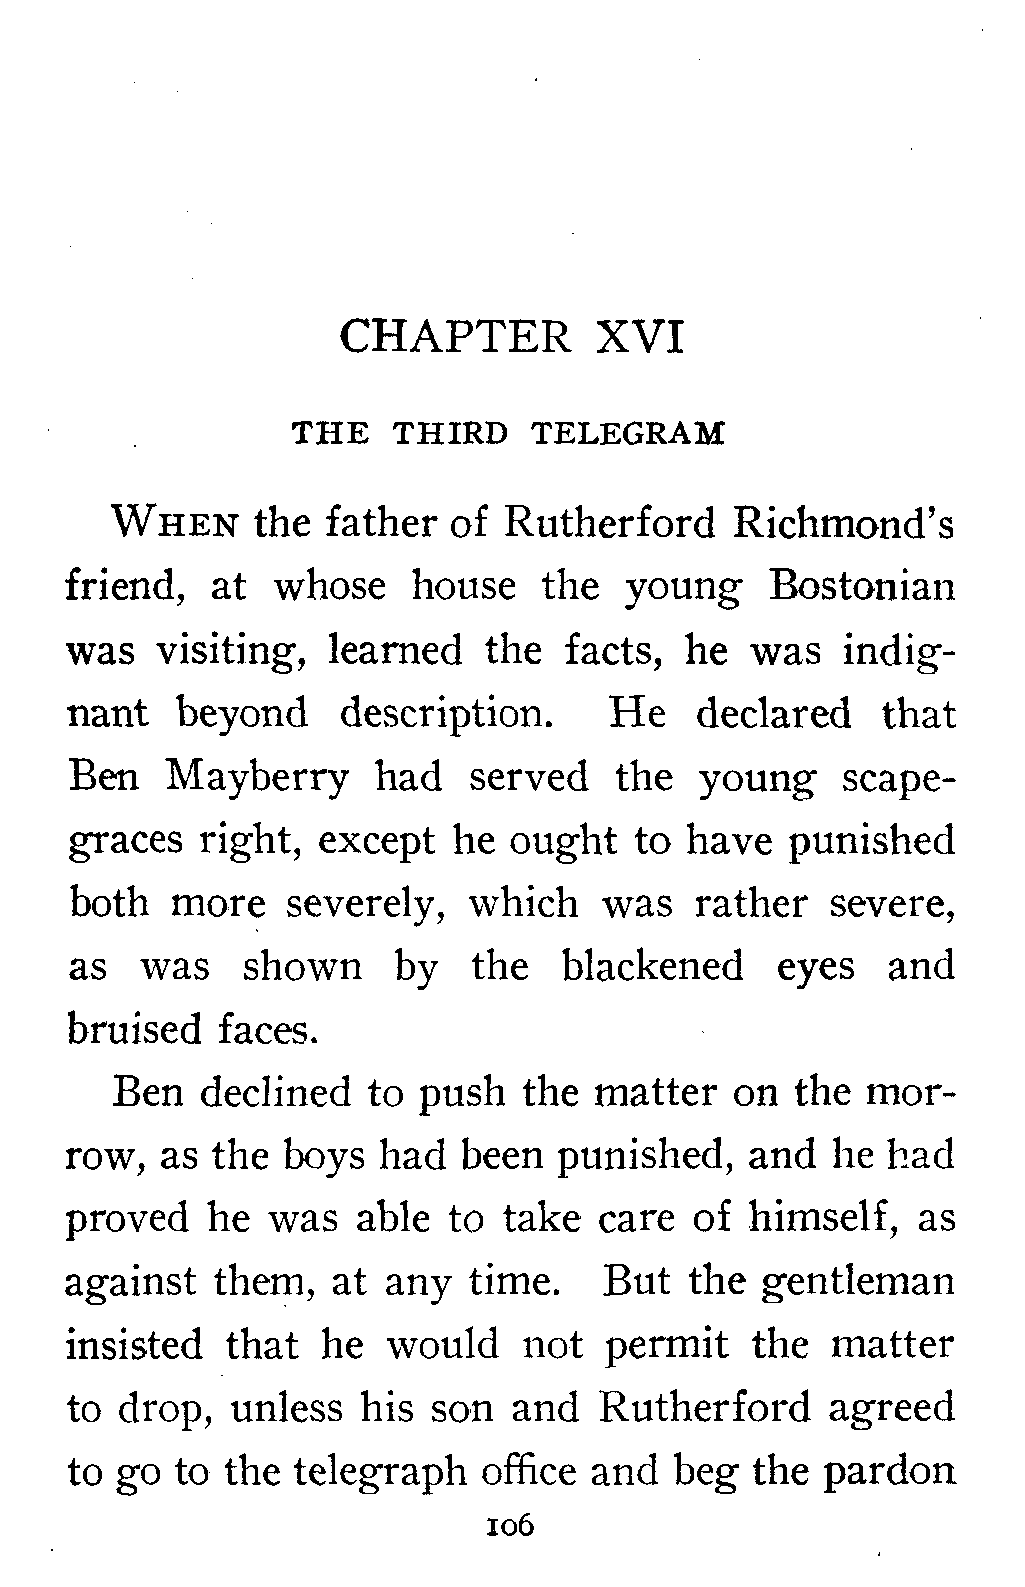 CHAPTER XVI
THE THIRD TELEGRAM
WHEN the father of Rutherford Richmond's
friend, at whose house the young Bostonian
was visiting, learned the facts, he was indig-
nant beyond description. He declared that
Ben Mayberry had served the young scape-
graces right, except he ought to have punished
both more severely, which was rather severe,
as was shown by the blackened eyes and
bruised faces.
Ben declined to push the matter on the mor-
row, as the boys had been punished, and he had
proved he was able to take care of himself, as
against them, at any time. But the gentleman
insisted that he would not permit the matter
to drop, unless his son and Rutherford agreed
to go to the telegraph office and beg the pardon
106